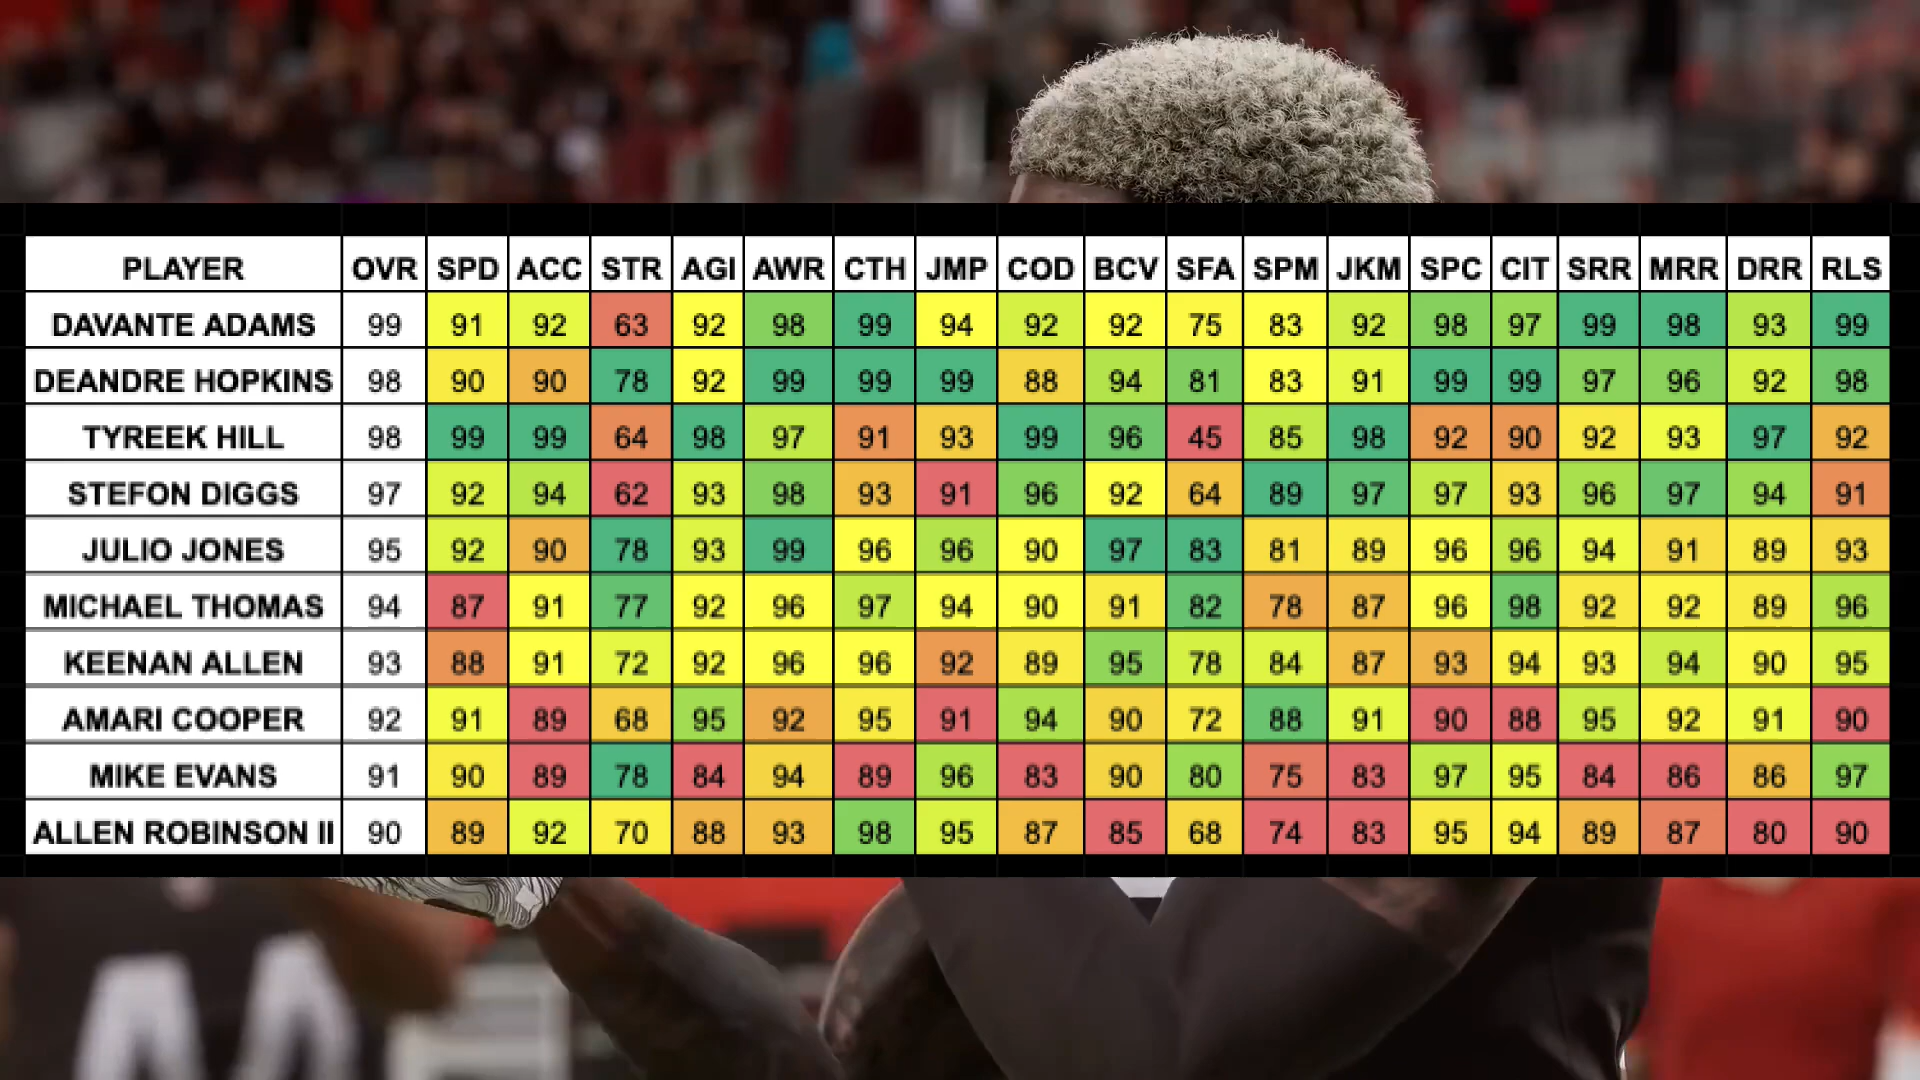 PLAYER OVR SPD ACC STR AGI AWR CTH JMP COD BCV SFA SPM JKM SPC CIT SRR MRR DRR RLS
DAVANTE ADAMS 99 91 92 63 92 98 99 94 92 92 75 83 92 98 97 99 98 93 99
DEANDRE HOPKINS 98 90 90 78 92 99 99 99 88 94 81 83 91 99 99 97 96 92 98
TYREEK HILL 98 99 99 64 98 97 91 93 99 96 45 85 98 92 90 92 93 97 92
STEFON DIGGS 97 92 94 62 93 98 93 91 96 92 64 89 97 97 93 96 97 94 91
JULIO JONES 95 92 90 78 93 99 96 96 90 97 83 81 89 96 96 94 91 89 93
MICHAEL THOMAS 94 87 91 77 92 96 97 94 90 91 82 78 87 96 98 92 92 89 96
KEENAN ALLEN 93 88 91 72 92 96 96 92 89 95 78 84 87 93 94 93 94 90 95
AMARI COOPER 92 91 89 68 95 92 95 91 94 90 72 88 91 90 88 95 92 91 90
MIKE EVANS 91 90 89 78 84 94 89 96 83 90 80 75 83 97 95 84 86 86 97
ALLEN ROBINSON II 90 89 92 70 88 93 98 95 87 85 68 74 83 95 94 89 87 80 90